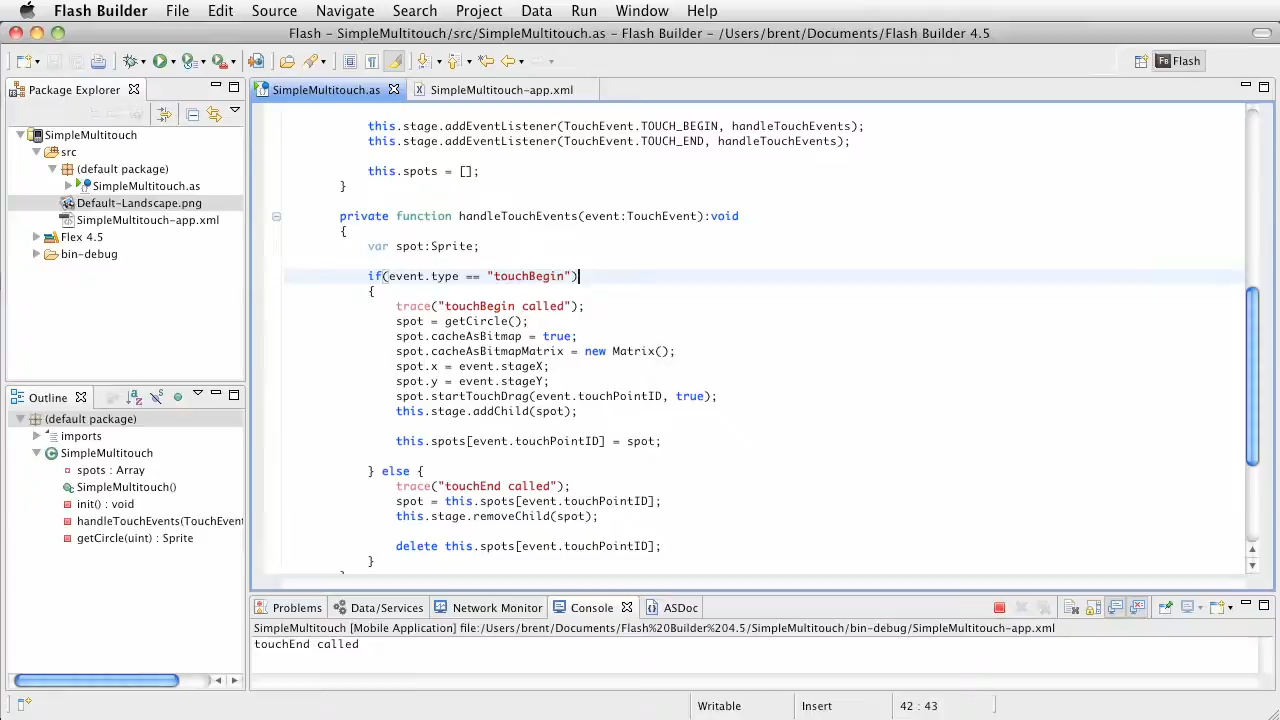 Flash Builder File Edit Source Navigate Search Project Data Run Window Help
Flash – SimpleMultitouch/src/SimpleMultitouch.as – Flash Builder – /Users/brent/Documents/Flash Builder 4.5
Fb Flash
Package Explorer
SimpleMultitouch
src
(default package)
SimpleMultitouch.as
Default-Landscape.png
SimpleMultitouch-app.xml
Flex 4.5
bin-debug
Outline
(default package)
imports
SimpleMultitouch
spots : Array
SimpleMultitouch()
init() : void
handleTouchEvents(TouchEven
getCircle(uint) : Sprite
SimpleMultitouch.as SimpleMultitouch-app.xml
this.stage.addEventListener(TouchEvent.TOUCH_BEGIN, handleTouchEvents);
this.stage.addEventListener(TouchEvent.TOUCH_END, handleTouchEvents);
this.spots = [];
}
private function handleTouchEvents(event:TouchEvent):void
{
var spot:Sprite;
if(event.type == "touchBegin")
{
trace("touchBegin called");
spot = getCircle();
spot.cacheAsBitmap = true;
spot.cacheAsBitmapMatrix = new Matrix();
spot.x = event.stageX;
spot.y = event.stageY;
spot.startTouchDrag(event.touchPointID, true);
this.stage.addChild(spot);
this.spots[event.touchPointID] = spot;
} else {
trace("touchEnd called");
spot = this.spots[event.touchPointID];
this.stage.removeChild(spot);
delete this.spots[event.touchPointID];
}
Problems Data/Services Network Monitor Console ASDoc
SimpleMultitouch [Mobile Application] file:/Users/brent/Documents/Flash%20Builder%204.5/SimpleMultitouch/bin-debug/SimpleMultitouch-app.xml
touchEnd called
Writable Insert 42 : 43